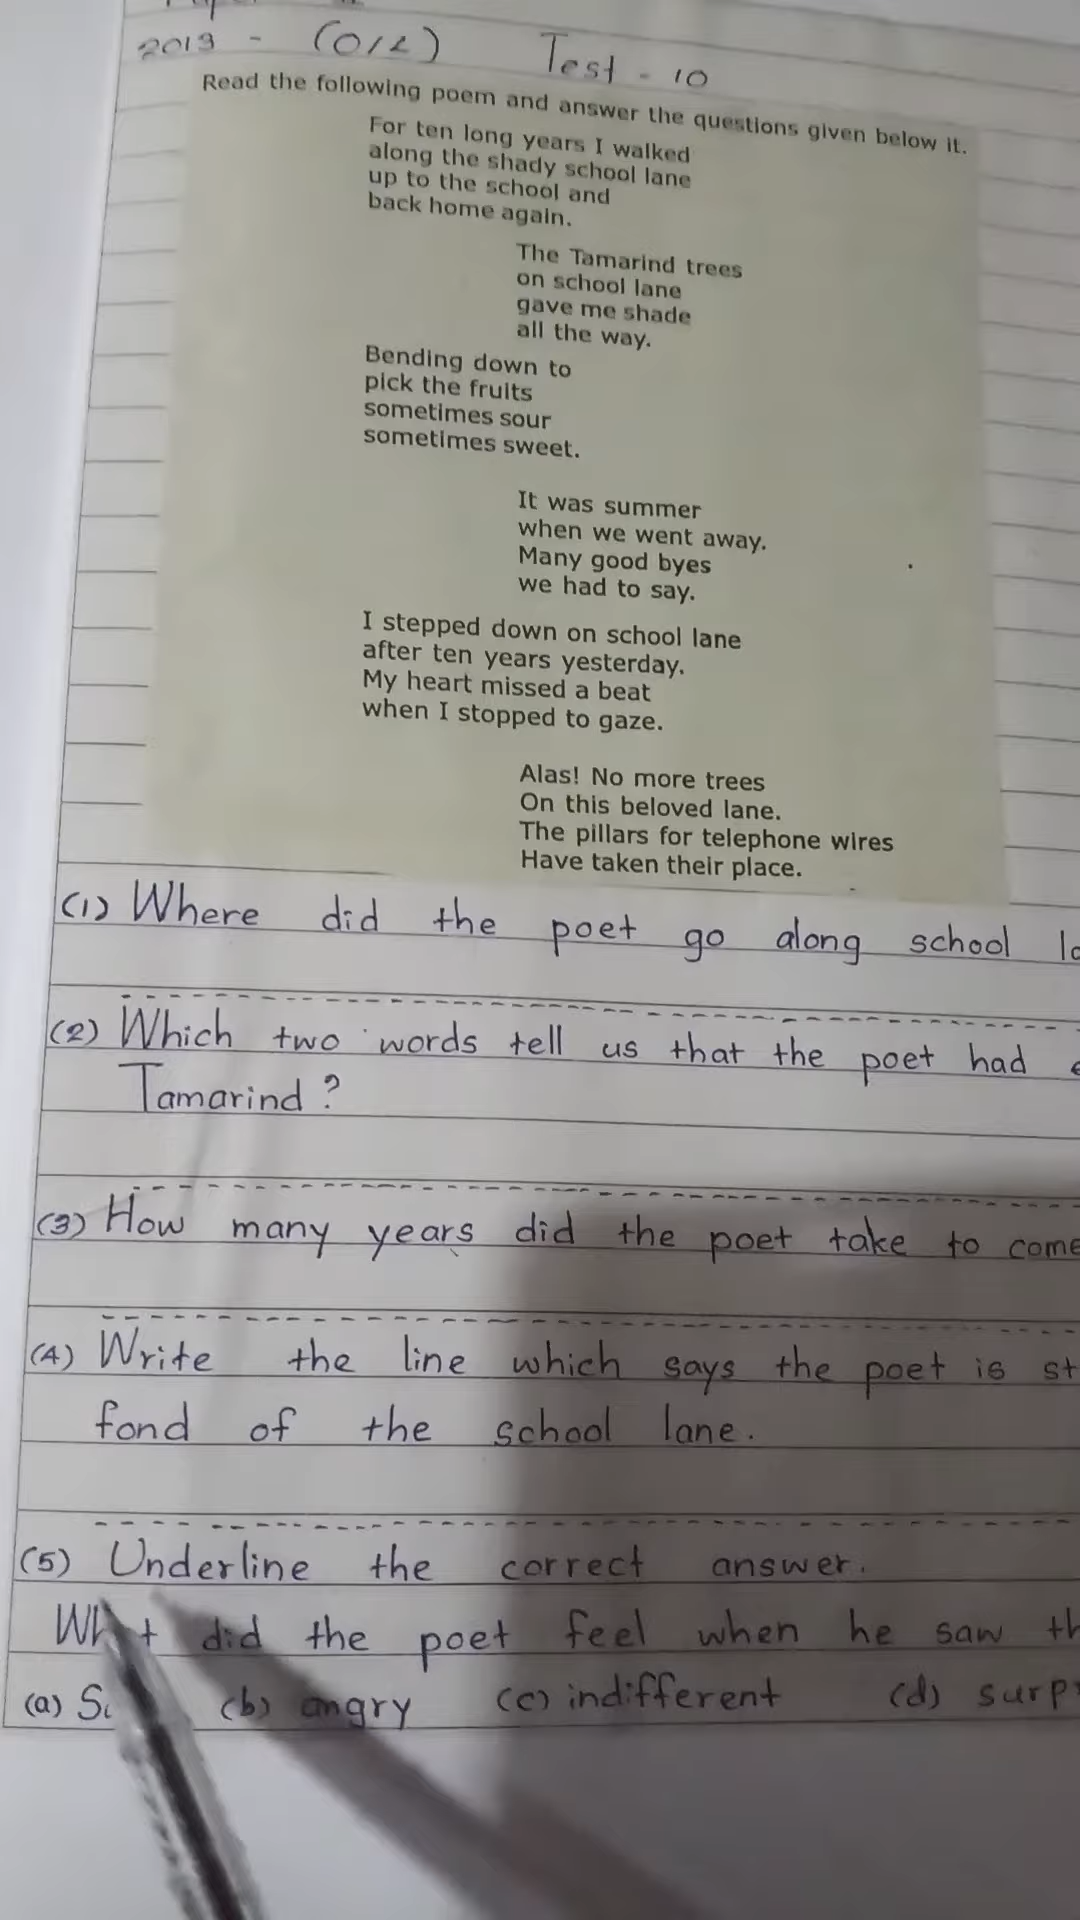 2013 - (O/L) Test - 10
Read the following poem and answer the questions given below it.
For ten long years I walked
along the shady school lane
up to the school and
back home again.
The Tamarind trees
on school lane
gave me shade
all the way.
Bending down to
pick the fruits
sometimes sour
sometimes sweet.
It was summer
when we went away.
Many good byes
we had to say.
I stepped down on school lane
after ten years yesterday.
My heart missed a beat
when I stopped to gaze.
Alas! No more trees
On this beloved lane.
The pillars for telephone wires
Have taken their place.
(1) Where did the poet go along school
(2) Which two words tell us that the poet had
Tamarind ?
(3) How many years did the poet take to come
(4) Write the line which says the poet is
fond of the school lane.
(5) Underline the correct answer.
did the poet feel when he saw
(a) (b) angry (c) indifferent (d)